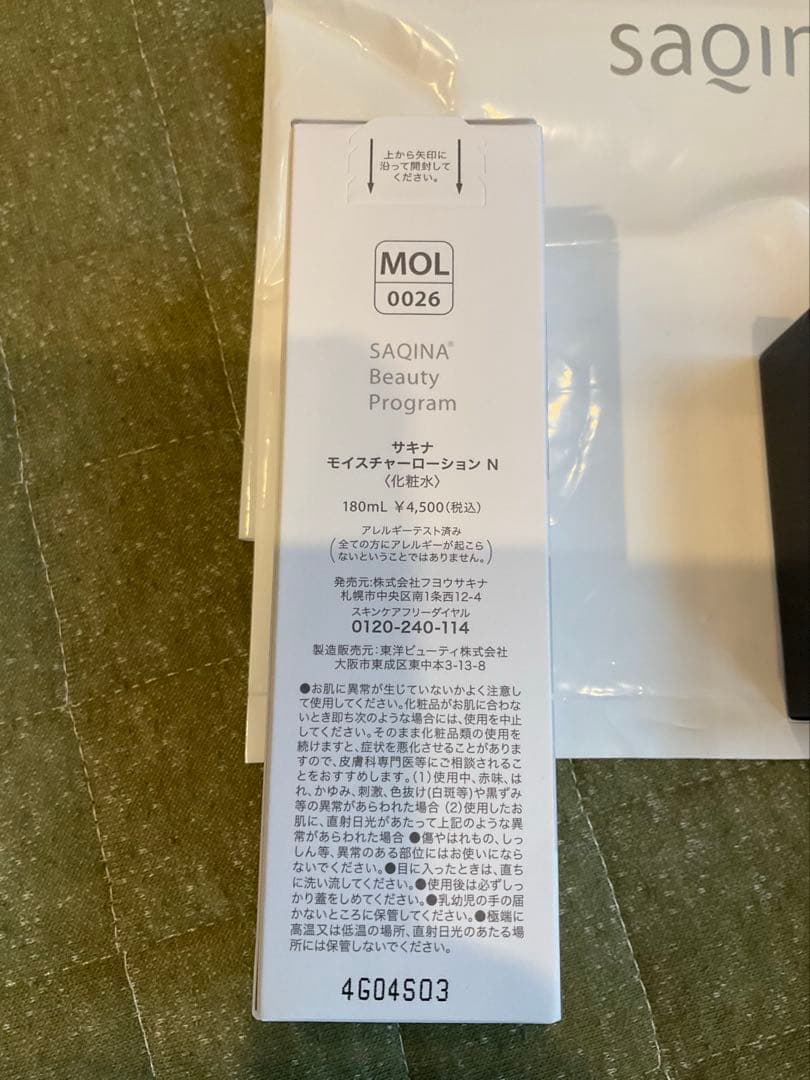 saqin
上から矢印に
沿って開封して
ください。
MOL
0026
SAQINA®
Beauty
Program
サキナ
モイスチャーローション N
〈化粧水〉
180mL ¥4,500(税込)
アレルギーテスト済み
(全ての方にアレルギーが起こら
ないということではありません。)
発売元:株式会社フヨウサキナ
札幌市中央区南1条西12-4
スキンケアフリーダイヤル
0120-240-114
製造販売元:東洋ビューティ株式会社
大阪市東成区東中本3-13-8
●お肌に異常が生じていないかよく注意し
て使用してください。化粧品がお肌に合わな
いとき即ち次のような場合には、使用を中止
してください。そのまま化粧品類の使用を
続けますと、症状を悪化させることがありま
すので、皮膚科専門医等にご相談されるこ
とをおすすめします。(1)使用中、赤味、は
れ、かゆみ、刺激、色抜け(白斑等)や黒ずみ
等の異常があらわれた場合 (2)使用したお
肌に、直射日光があたって上記のような異
常があらわれた場合 ●傷やはれもの、しっ
しん等、異常のある部位にはお使いになら
ないでください。●目に入ったときは、直ち
に洗い流してください。●使用後は必ずしっ
かり蓋をしめてください。●乳幼児の手の届
かないところに保管してください。●極端に
高温又は低温の場所、直射日光のあたる場
所には保管しないでください。
4G04S03